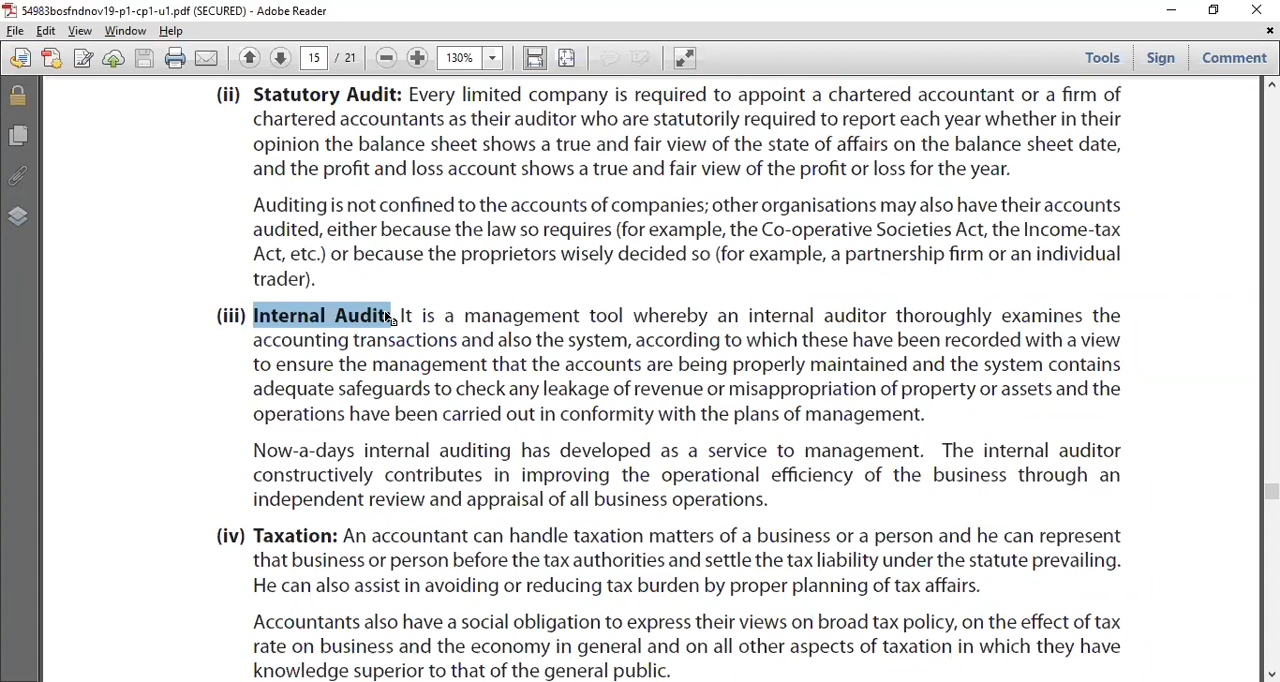 54983bosfndnov19-p1-cp1-u1.pdf (SECURED) - Adobe Reader
File Edit View Window Help
15 / 21 130% Tools Sign Comment
(ii) Statutory Audit: Every limited company is required to appoint a chartered accountant or a firm of
chartered accountants as their auditor who are statutorily required to report each year whether in their
opinion the balance sheet shows a true and fair view of the state of affairs on the balance sheet date,
and the profit and loss account shows a true and fair view of the profit or loss for the year.
Auditing is not confined to the accounts of companies; other organisations may also have their accounts
audited, either because the law so requires (for example, the Co-operative Societies Act, the Income-tax
Act, etc.) or because the proprietors wisely decided so (for example, a partnership firm or an individual
trader).
(iii) Internal Audit: It is a management tool whereby an internal auditor thoroughly examines the
accounting transactions and also the system, according to which these have been recorded with a view
to ensure the management that the accounts are being properly maintained and the system contains
adequate safeguards to check any leakage of revenue or misappropriation of property or assets and the
operations have been carried out in conformity with the plans of management.
Now-a-days internal auditing has developed as a service to management. The internal auditor
constructively contributes in improving the operational efficiency of the business through an
independent review and appraisal of all business operations.
(iv) Taxation: An accountant can handle taxation matters of a business or a person and he can represent
that business or person before the tax authorities and settle the tax liability under the statute prevailing.
He can also assist in avoiding or reducing tax burden by proper planning of tax affairs.
Accountants also have a social obligation to express their views on broad tax policy, on the effect of tax
rate on business and the economy in general and on all other aspects of taxation in which they have
knowledge superior to that of the general public.